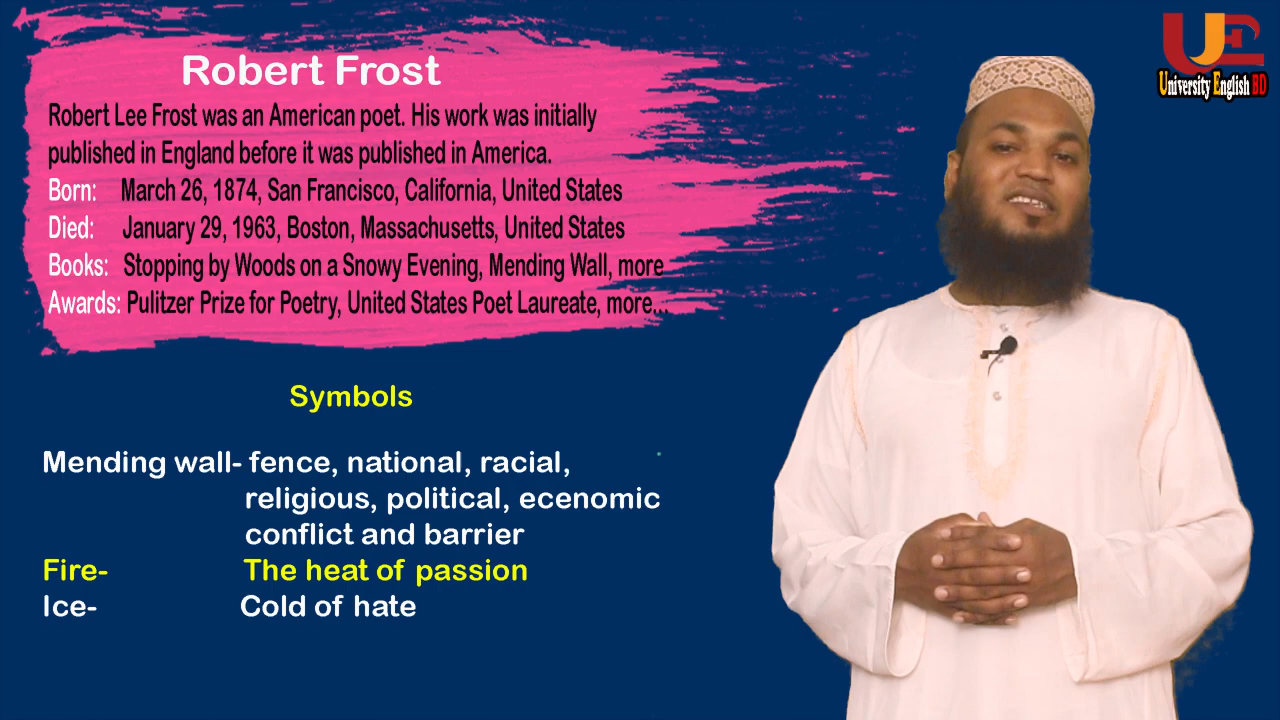 Robert Frost
Robert Lee Frost was an American poet. His work was initially
published in England before it was published in America.
Born: March 26, 1874, San Francisco, California, United States
Died: January 29, 1963, Boston, Massachusetts, United States
Books: Stopping by Woods on a Snowy Evening, Mending Wall, more
Awards: Pulitzer Prize for Poetry, United States Poet Laureate, more...
Symbols
Mending wall- fence, national, racial,
religious, political, ecenomic
conflict and barrier
Fire- The heat of passion
Ice- Cold of hate
UE
University English BD